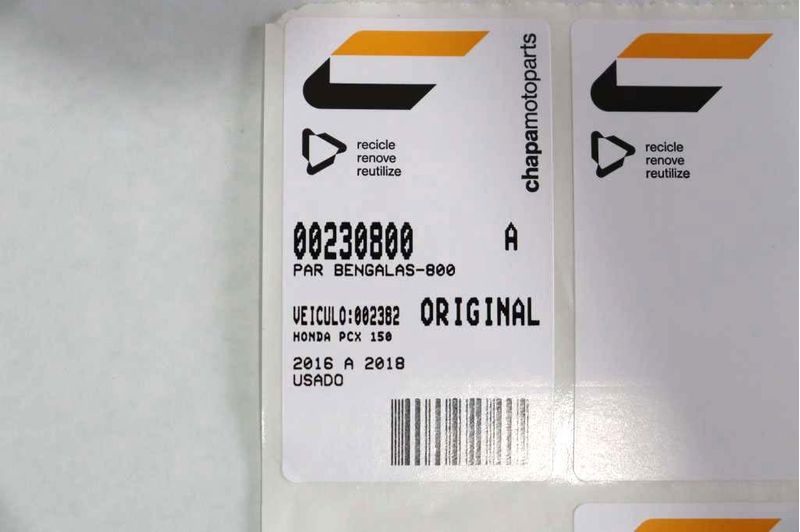 chapamotoparts
recicle
renove
reutilize
00230800 A
PAR BENGALAS-800
VEICULO:002382 ORIGINAL
HONDA PCX 150
2016 A 2018
USADO
recicle
renove
reutilize